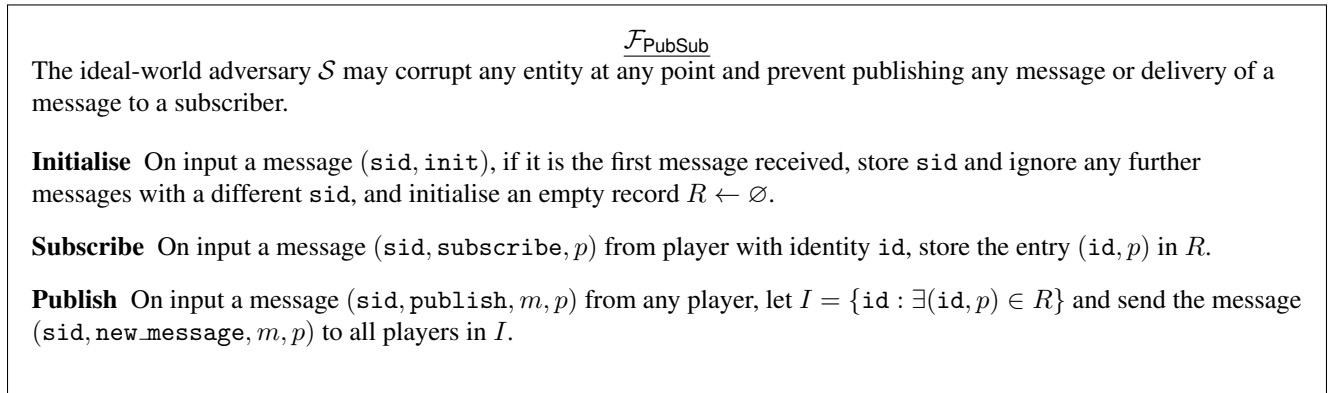 𝓕PubSub
The ideal-world adversary 𝒮 may corrupt any entity at any point and prevent publishing any message or delivery of a
message to a subscriber.
Initialise On input a message (sid, init), if it is the first message received, store sid and ignore any further
messages with a different sid, and initialise an empty record R ← ∅.
Subscribe On input a message (sid, subscribe, p) from player with identity id, store the entry (id, p) in R.
Publish On input a message (sid, publish, m, p) from any player, let I = {id : ∃(id, p) ∈ R} and send the message
(sid, new_message, m, p) to all players in I.